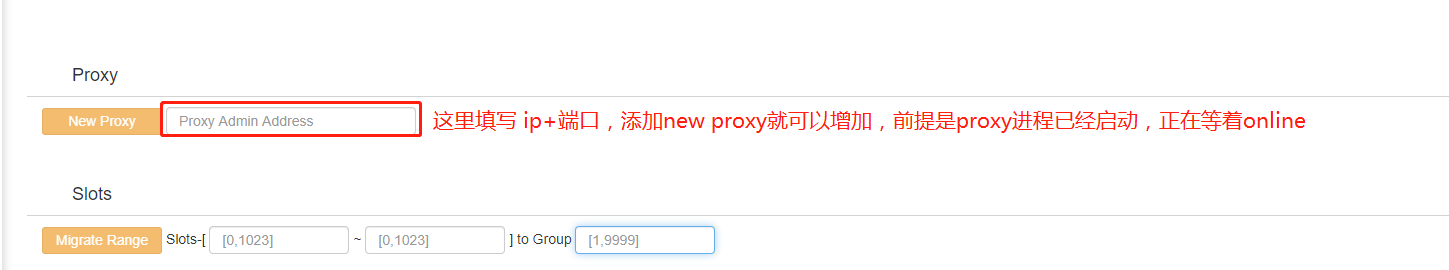 Proxy
New Proxy Proxy Admin Address 这里填写 ip+端口，添加new proxy就可以增加，前提是proxy进程已经启动，正在等着online
Slots
Migrate Range Slots-[ [0,1023] ~ [0,1023] ] to Group [1,9999]